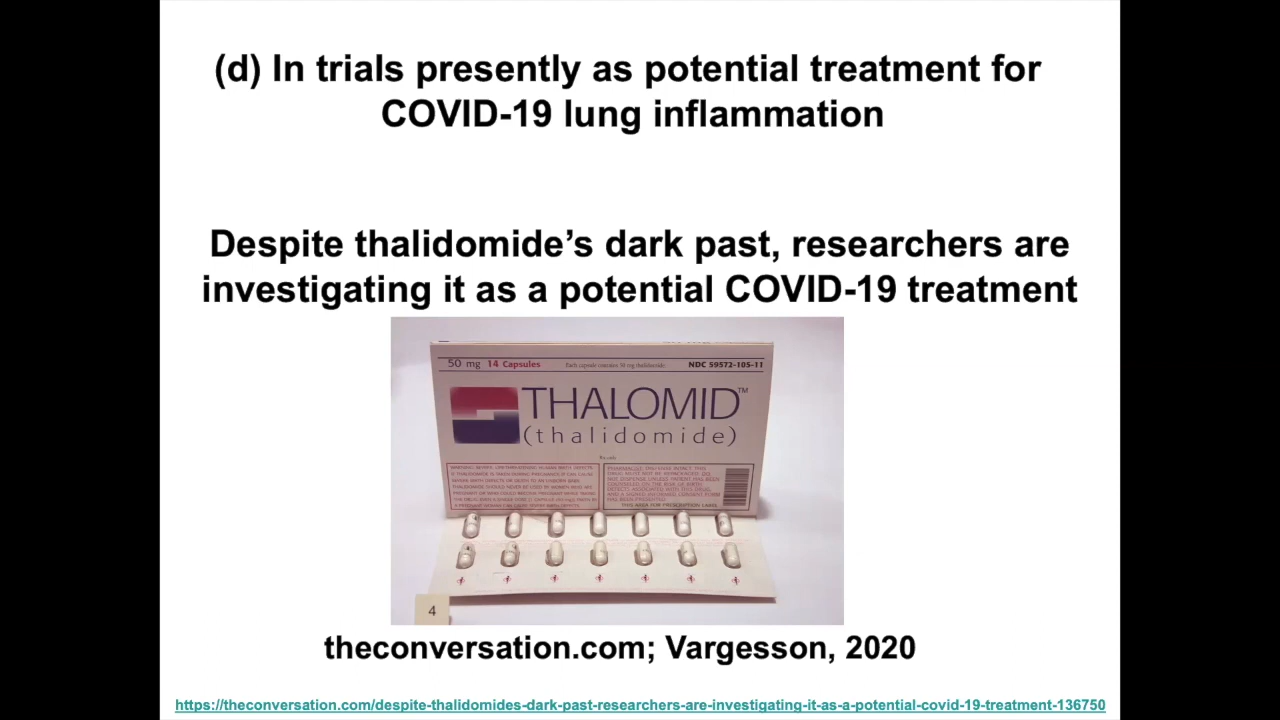 (d) In trials presently as potential treatment for
COVID-19 lung inflammation
Despite thalidomide’s dark past, researchers are
investigating it as a potential COVID-19 treatment
50 mg 14 Capsules
Each capsule contains 50 mg thalidomide
NDC 59572-105-11
THALOMID™
(thalidomide)
4
theconversation.com; Vargesson, 2020
https://theconversation.com/despite-thalidomides-dark-past-researchers-are-investigating-it-as-a-potential-covid-19-treatment-136750